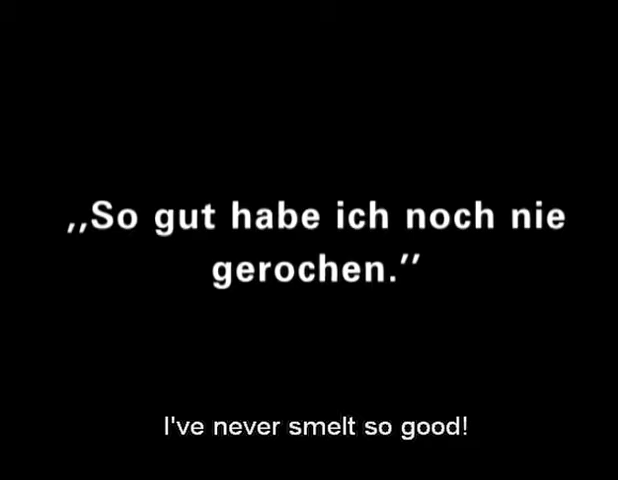 ,,So gut habe ich noch nie
gerochen.”
I've never smelt so good!